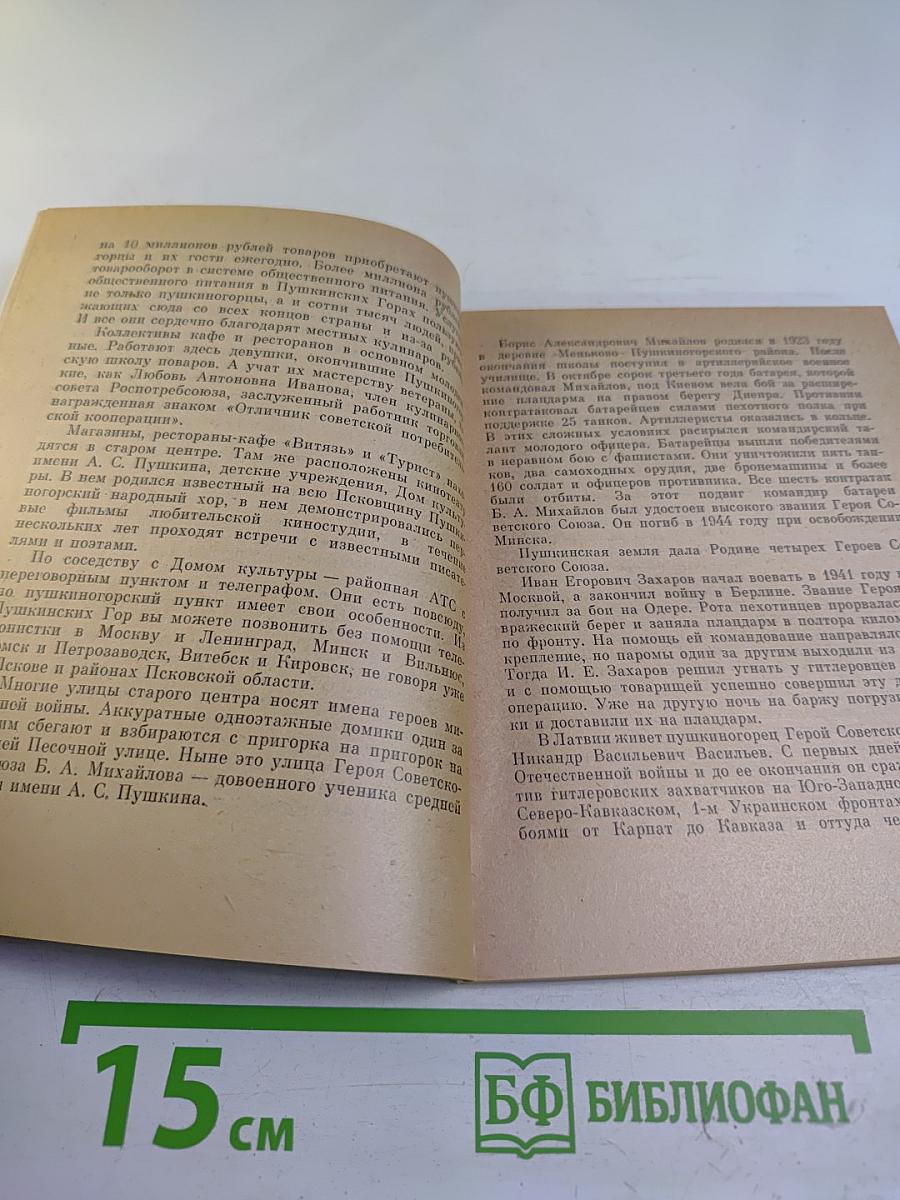 на 40 миллионов рублей товаров приобретают
горцы и их гости ежегодно. Более миллиона
товарооборот в системе общественного питания.
общественного питания в Пушкинских Горах
не только пушкиногорцы, а и сотни тысяч людей,
жающих сюда со всех концов страны и из-за
И все они сердечно благодарят местных кулинаров.
Коллективы кафе и ресторанов в основном
ные. Работают здесь девушки, окончившие
скую школу поваров. А учат их мастерству ветераны,
кие, как Любовь Антоновна Иванова, член
совета Роспотребсоюза, заслуженный работник
награжденная знаком «Отличник советской потребитель
ской кооперации».
Магазины, рестораны-кафе «Витязь» и «Турист»
дятся в старом центре. Там же расположены
имени А. С. Пушкина, детские учреждения, Дом
ры. В нем родился известный на всю Псковщину
ногорский народный хор, в нем демонстрировались пер-
вые фильмы любительской киностудии, в течение
нескольких лет проходят встречи с известными писате-
лями и поэтами.
По соседству с Домом культуры — районная АТС с
переговорным пунктом и телеграфом. Они есть повсюду,
но пушкиногорский пункт имеет свои особенности. Из
Пушкинских Гор вы можете позвонить без помощи теле-
онистки в Москву и Ленинград, Минск и Вильнюс,
омск и Петрозаводск, Витебск и Кировск, не говоря уже
Пскове и районах Псковской области.
Многие улицы старого центра носят имена героев ми-
шей войны. Аккуратные одноэтажные домики один за
им сбегают и взбираются с пригорка на пригорок на
ей Песочной улице. Ныне это улица Героя Советско-
юза Б. А. Михайлова — довоенного ученика средней
и имени А. С. Пушкина.
Борис Александрович Михайлов родился в 1923 году
в деревне Меньково Пушкиногорского района. После
окончания школы поступил в артиллерийское военное
училище. В октябре сорок третьего года батарея, которой
командовал Михайлов, под Киевом вела бой за расшире-
ние плацдарма на правом берегу Днепра. Противник
контратаковал батарейцев силами пехотного полка при
поддержке 25 танков. Артиллеристы оказались в кольце.
В этих сложных условиях раскрылся командирский та-
лант молодого офицера. Батарейцы вышли победителями
в неравном бою с фашистами. Они уничтожили пять тан-
ков, два самоходных орудия, две бронемашины и более
160 солдат и офицеров противника. Все шесть контратак
были отбиты. За этот подвиг командир батареи
Б. А. Михайлов был удостоен высокого звания Героя Со-
ветского Союза. Он погиб в 1944 году при освобождении
Минска.
Пушкинская земля дала Родине четырех Героев Со-
ветского Союза.
Иван Егорович Захаров начал воевать в 1941 году
Москвой, а закончил войну в Берлине. Звание Героя
получил за бои на Одере. Рота пехотинцев прорвалас
вражеский берег и заняла плацдарм в полтора килом
по фронту. На помощь ей командование направляло
крепление, но паромы один за другим выходили из
Тогда И. Е. Захаров решил угнать у гитлеровцев
и с помощью товарищей успешно совершил эту д
операцию. Уже на другую ночь на баржу погрузи
ки и доставили их на плацдарм.
В Латвии живет пушкиногорец Герой Советско
Никандр Васильевич Васильев. С первых дней
Отечественной войны и до ее окончания он сраж
тив гитлеровских захватчиков на Юго-Западно
Северо-Кавказском, 1-м Украинском фронтах
боями от Карпат до Кавказа и оттуда че
15 см
БФ БИБЛИОФАН